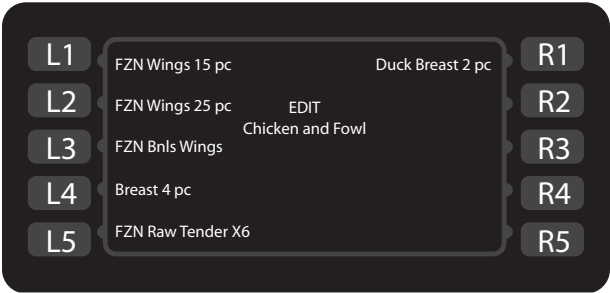 L1
FZN Wings 15 pc
Duck Breast 2 pc
R1
L2
FZN Wings 25 pc
EDIT
R2
Chicken and Fowl
L3
FZN Bnls Wings
R3
L4
Breast 4 pc
R4
L5
FZN Raw Tender X6
R5